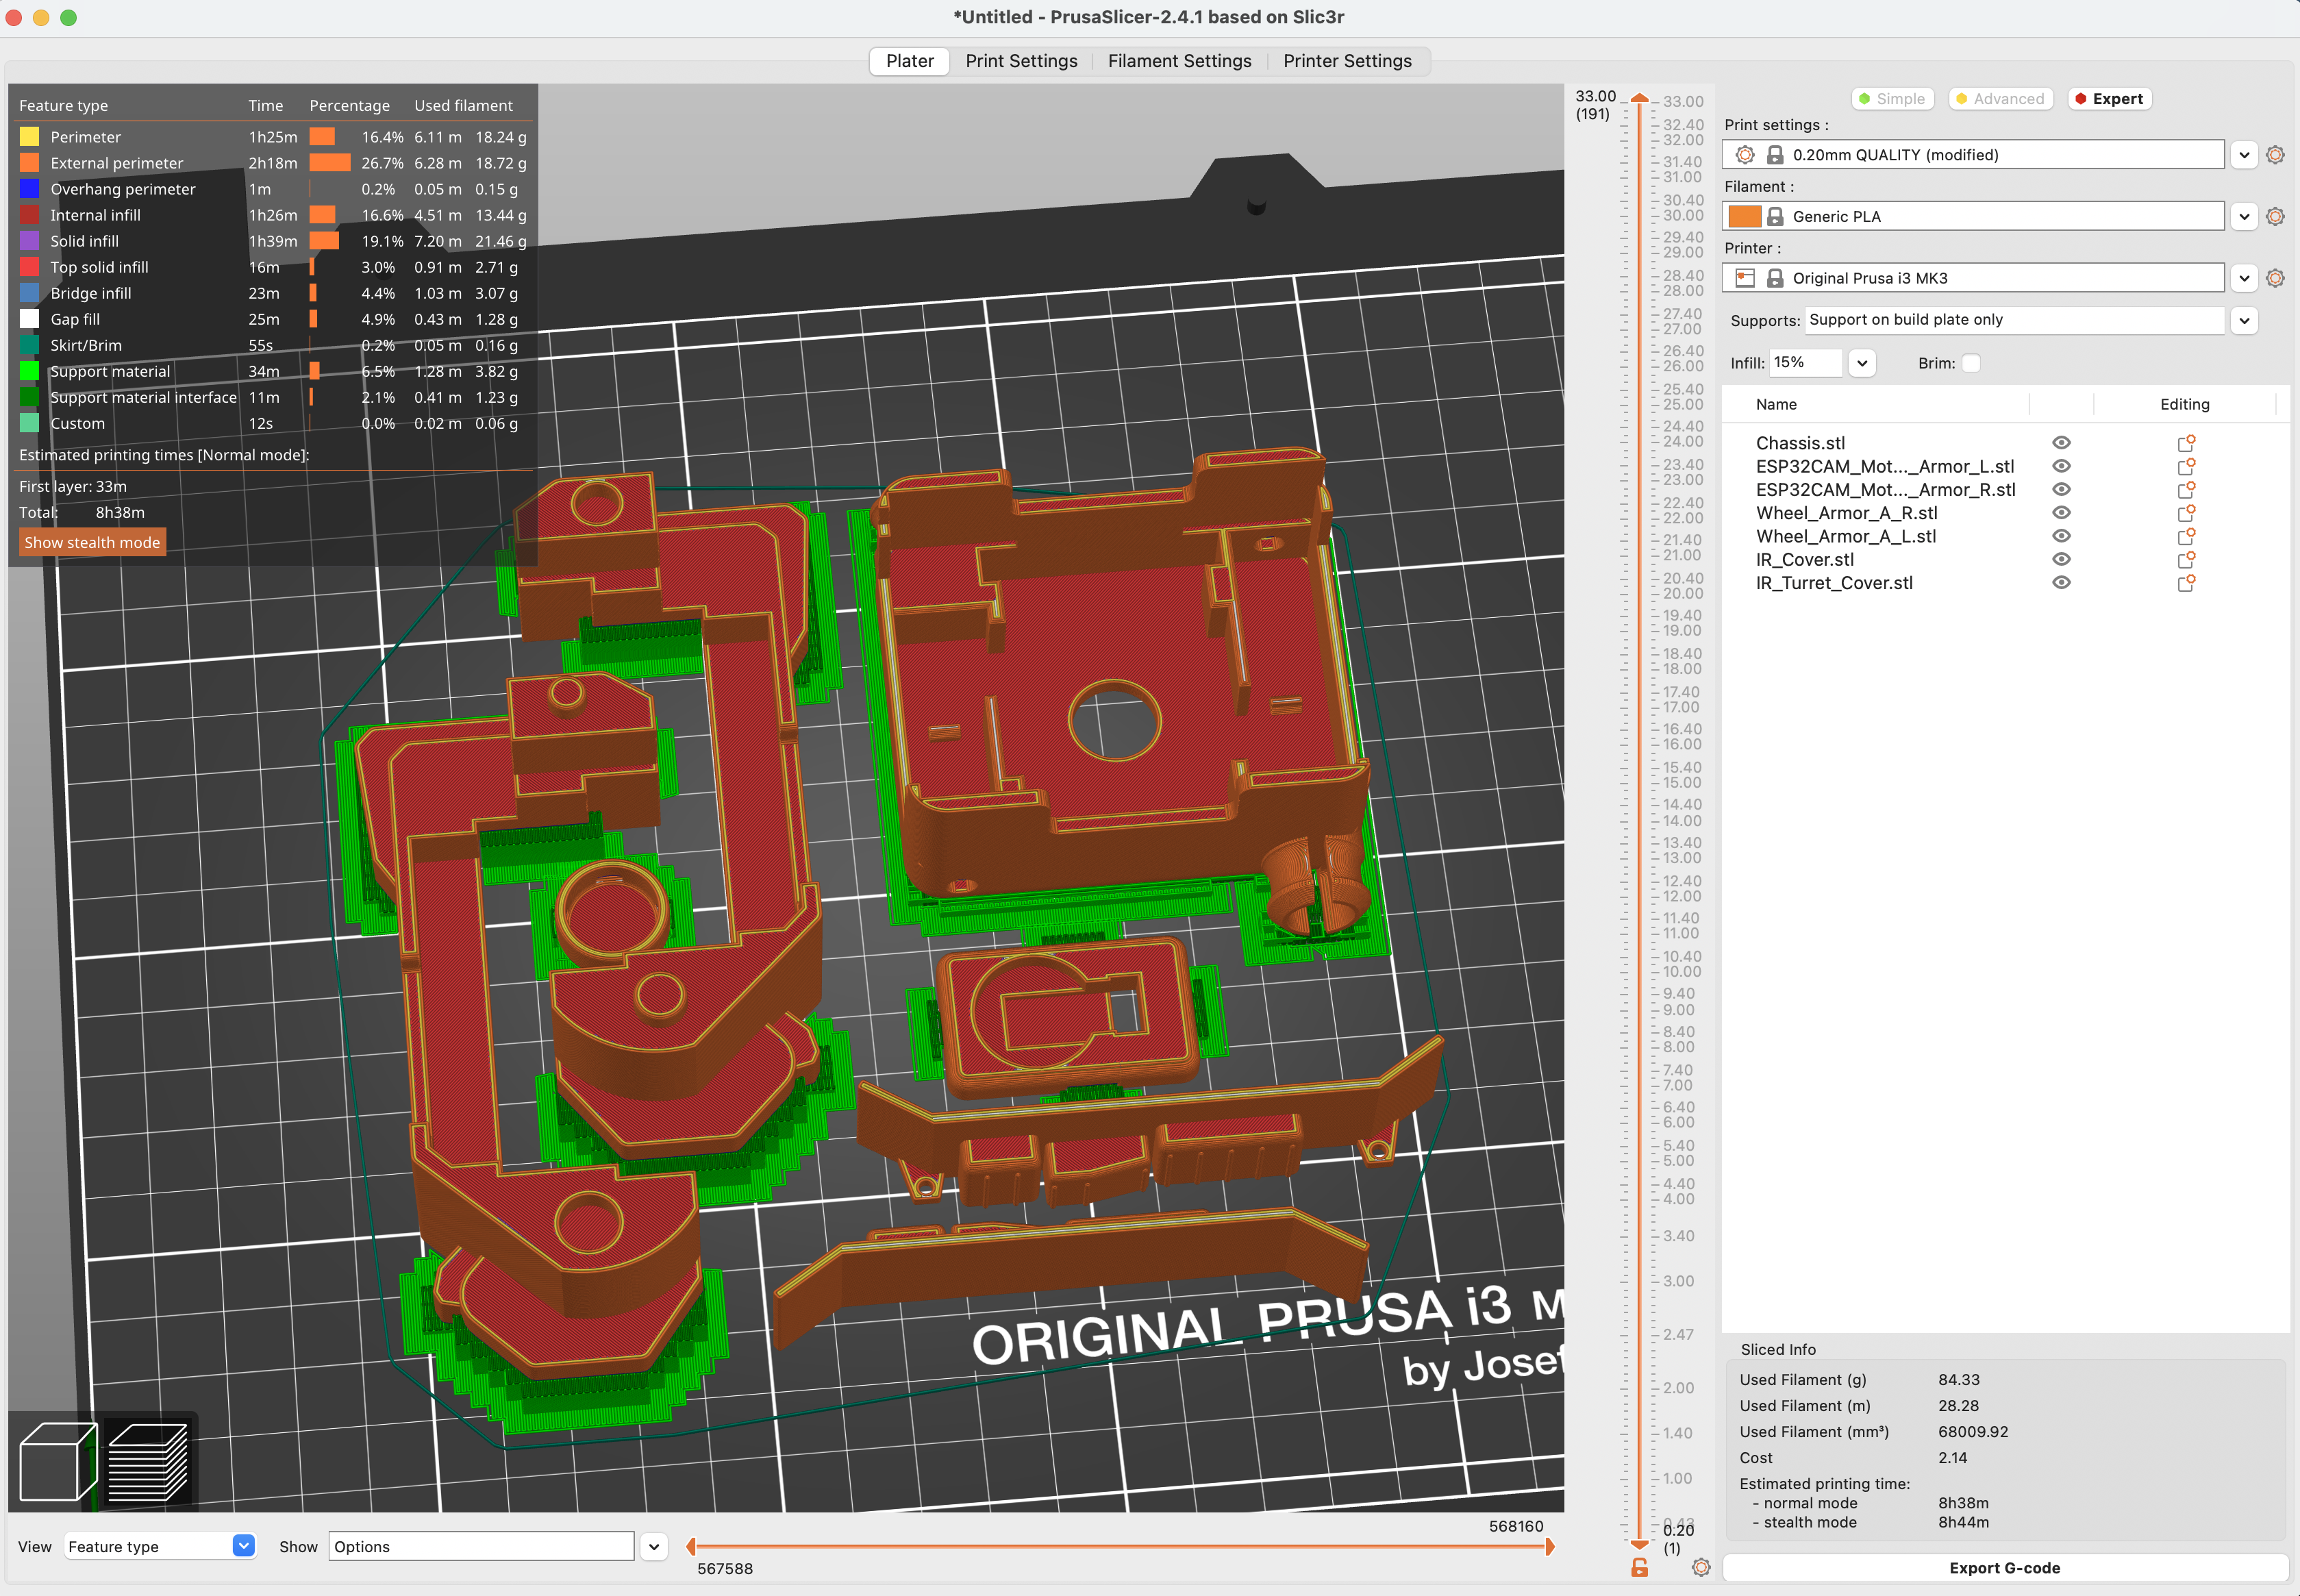 *Untitled - PrusaSlicer-2.4.1 based on Slic3r
Plater Print Settings Filament Settings Printer Settings
Feature type Time Percentage Used filament
Perimeter 1h25m 16.4% 6.11 m 18.24 g
External perimeter 2h18m 26.7% 6.28 m 18.72 g
Overhang perimeter 1m 0.2% 0.05 m 0.15 g
Internal infill 1h26m 16.6% 4.51 m 13.44 g
Solid infill 1h39m 19.1% 7.20 m 21.46 g
Top solid infill 16m 3.0% 0.91 m 2.71 g
Bridge infill 23m 4.4% 1.03 m 3.07 g
Gap fill 25m 4.9% 0.43 m 1.28 g
Skirt/Brim 55s 0.2% 0.05 m 0.16 g
Support material 34m 6.5% 1.28 m 3.82 g
Support material interface 11m 2.1% 0.41 m 1.23 g
Custom 12s 0.0% 0.02 m 0.06 g
Estimated printing times [Normal mode]:
First layer: 33m
Total: 8h38m
Show stealth mode
ORIGINAL PRUSA i3 M
by Josef
View Feature type Show Options
568160
567588
33.00
(191)
33.00
32.40
32.00
31.40
31.00
30.40
30.00
29.40
29.00
28.40
28.00
27.40
27.00
26.40
26.00
25.40
25.00
24.40
24.00
23.40
23.00
22.40
22.00
21.40
21.00
20.40
20.00
19.40
19.00
18.40
18.00
17.40
17.00
16.40
16.00
15.40
15.00
14.40
14.00
13.40
13.00
12.40
12.00
11.40
11.00
10.40
10.00
9.40
9.00
8.40
8.00
7.40
7.00
6.40
6.00
5.40
5.00
4.40
4.00
3.40
3.00
2.47
2.00
1.40
1.00
0.43
0.20
(1)
Simple Advanced Expert
Print settings :
0.20mm QUALITY (modified)
Filament :
Generic PLA
Printer :
Original Prusa i3 MK3
Supports: Support on build plate only
Infill: 15% Brim:
Name Editing
Chassis.stl
ESP32CAM_Mot..._Armor_L.stl
ESP32CAM_Mot..._Armor_R.stl
Wheel_Armor_A_R.stl
Wheel_Armor_A_L.stl
IR_Cover.stl
IR_Turret_Cover.stl
Sliced Info
Used Filament (g) 84.33
Used Filament (m) 28.28
Used Filament (mm³) 68009.92
Cost 2.14
Estimated printing time:
- normal mode 8h38m
- stealth mode 8h44m
Export G-code